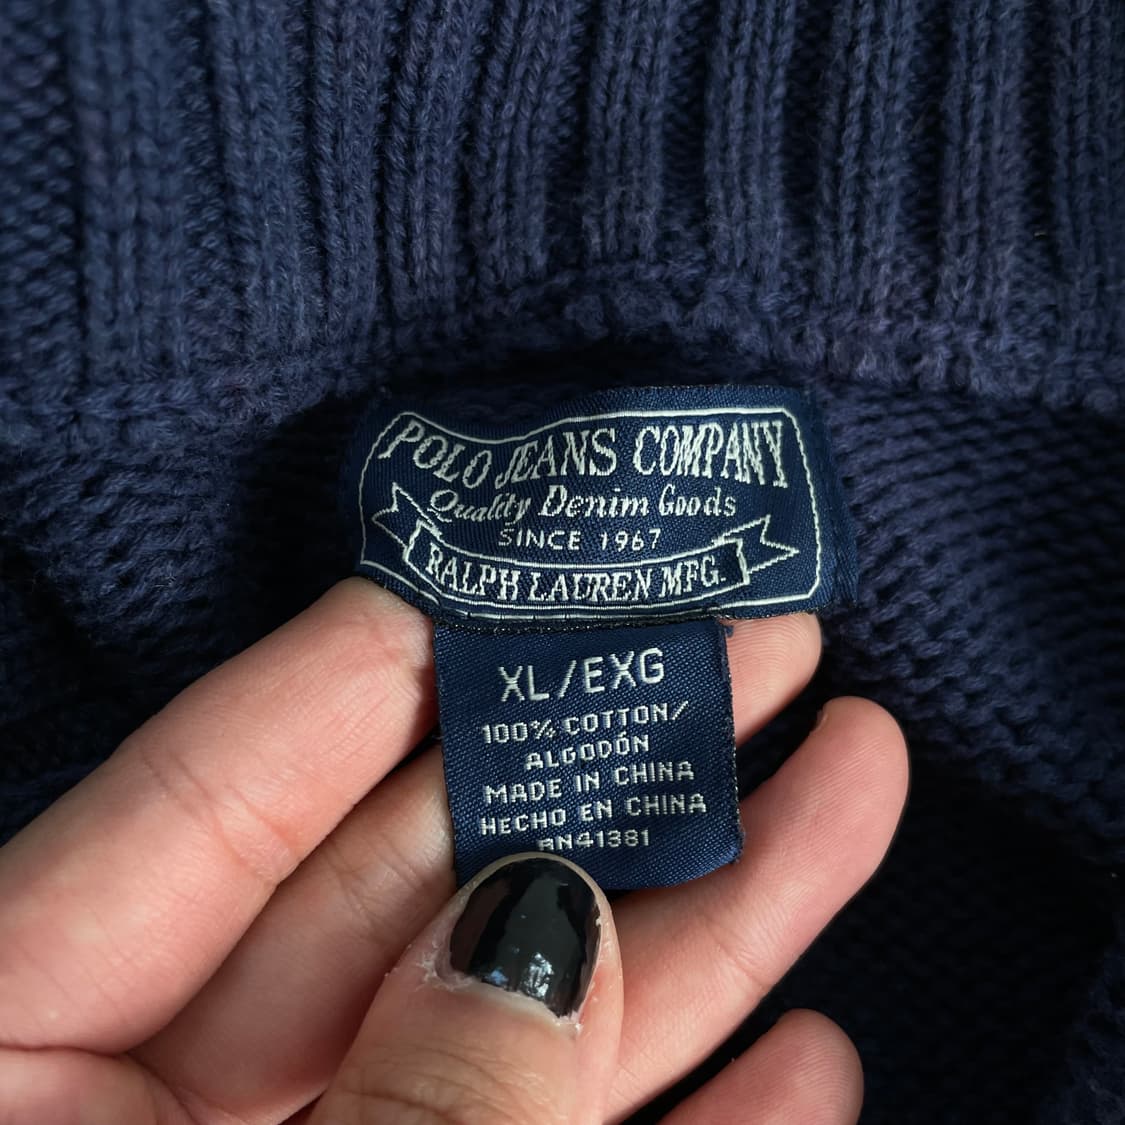 POLO JEANS COMPANY
Quality Denim Goods
SINCE 1967
RALPH LAUREN MFG.
XL/EXG
100% COTTON/
ALGODÓN
MADE IN CHINA
HECHO EN CHINA
RN41381